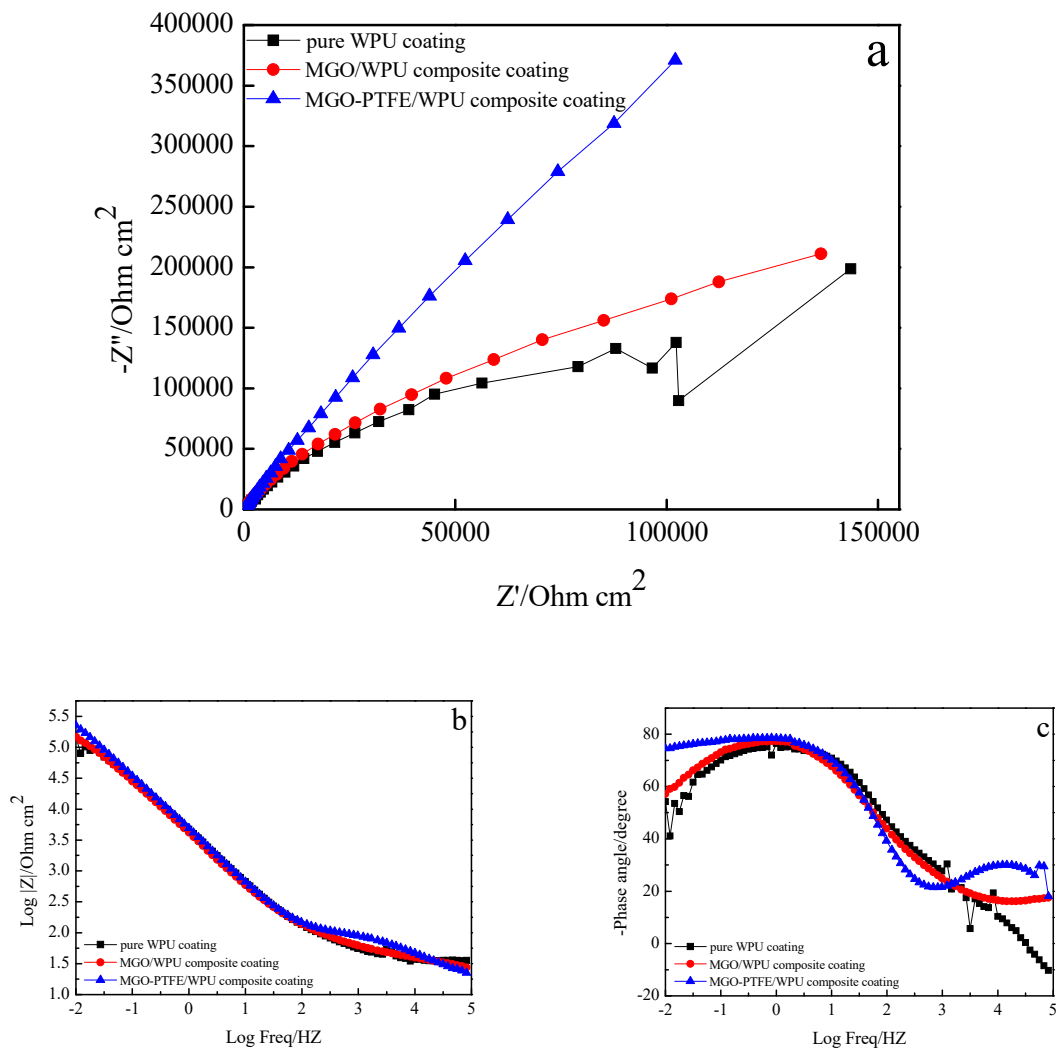 400000
350000
300000
250000
200000
150000
100000
50000
0
-Z''/Ohm cm2
pure WPU coating
MGO/WPU composite coating
MGO-PTFE/WPU composite coating
a
0 50000 100000 150000
Z'/Ohm cm2
5.5
5.0
4.5
4.0
3.5
3.0
2.5
2.0
1.5
1.0
Log |Z|/Ohm cm2
b
pure WPU coating
MGO/WPU composite coating
MGO-PTFE/WPU composite coating
-2 -1 0 1 2 3 4 5
Log Freq/HZ
80
60
40
20
0
-20
-Phase angle/degree
c
pure WPU coating
MGO/WPU composite coating
MGO-PTFE/WPU composite coating
-2 -1 0 1 2 3 4 5
Log Freq/HZ